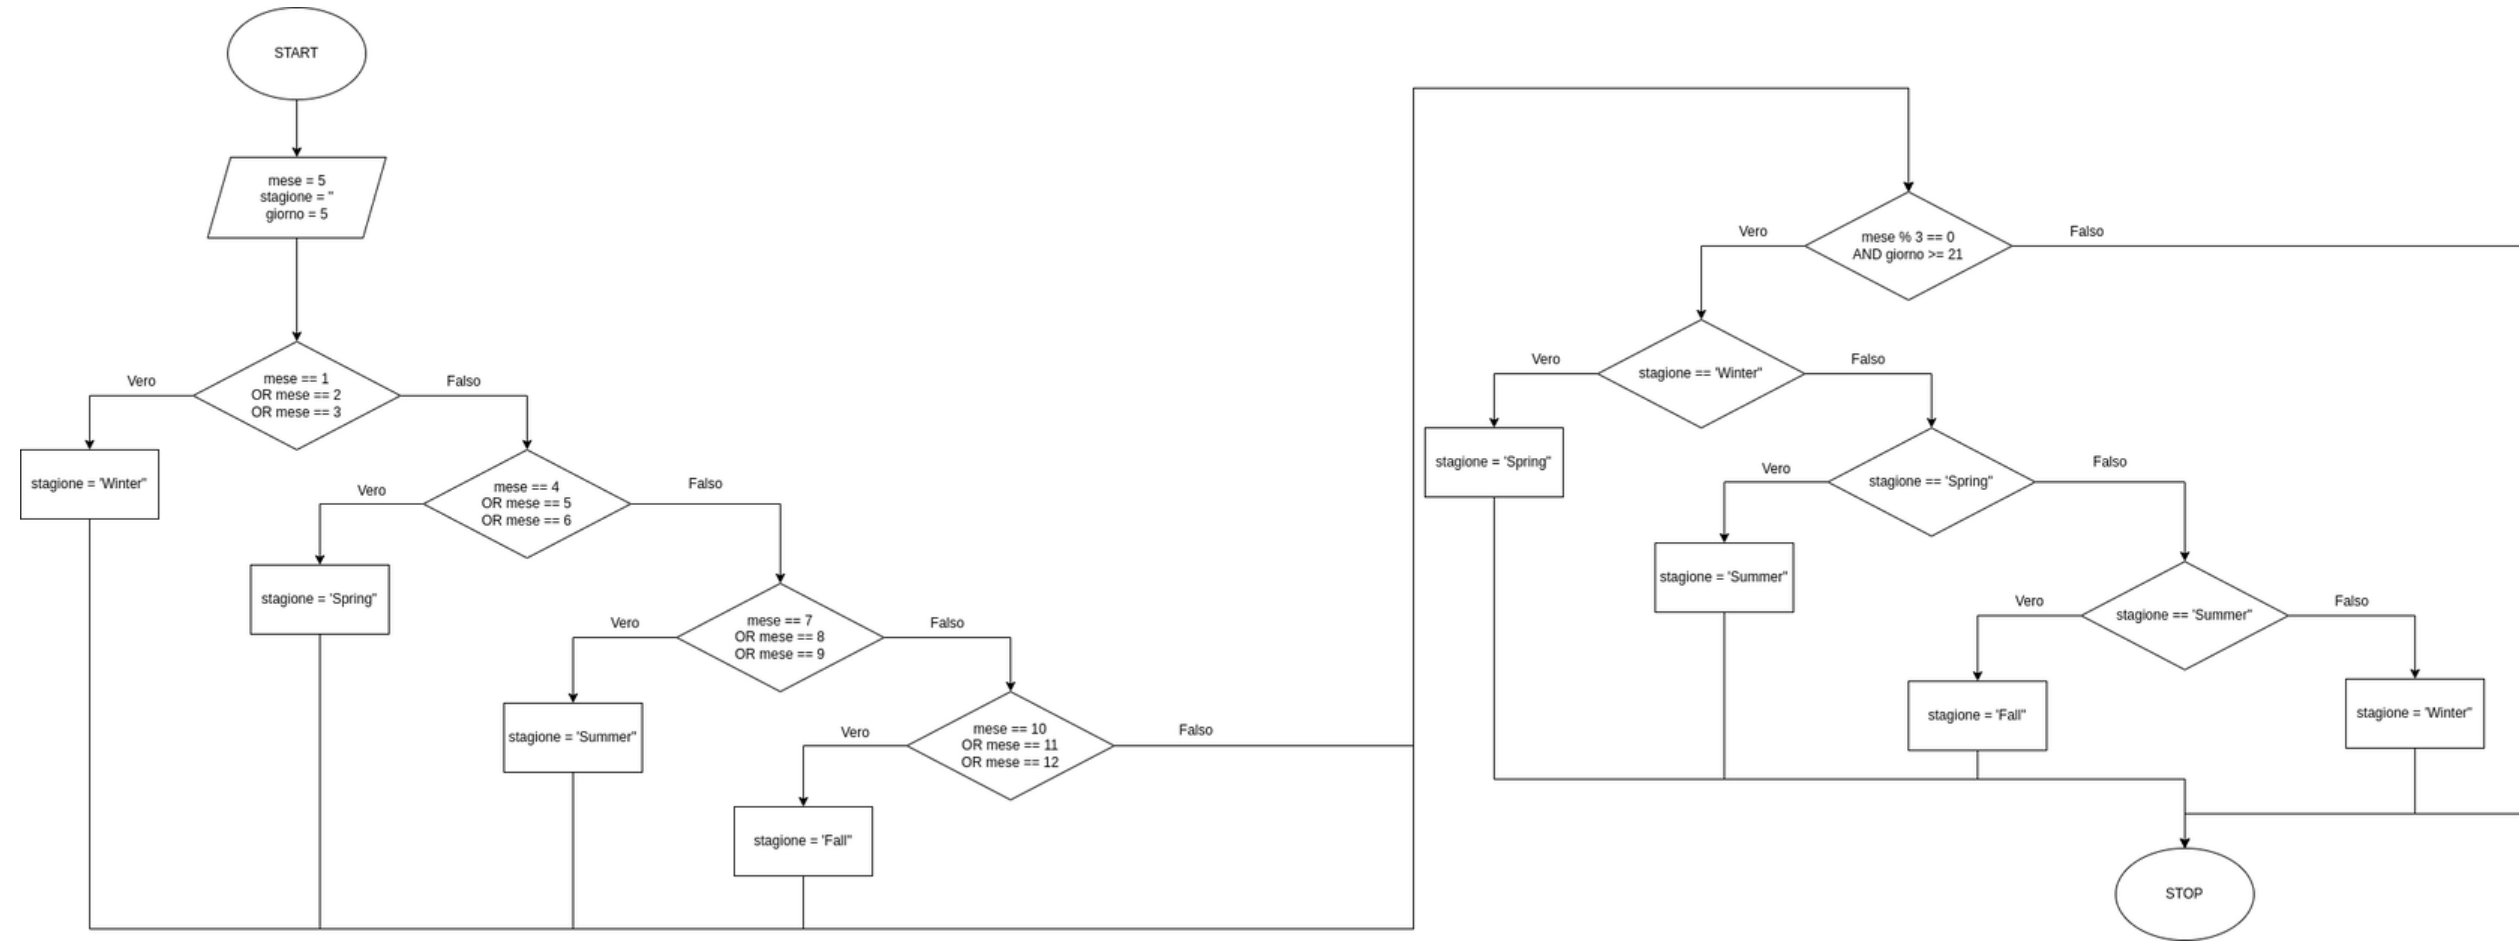 START
mese = 5
stagione = "
giorno = 5
mese == 1
OR mese == 2
OR mese == 3
Vero
Falso
stagione = 'Winter"
mese == 4
OR mese == 5
OR mese == 6
Vero
Falso
stagione = 'Spring"
mese == 7
OR mese == 8
OR mese == 9
Vero
Falso
stagione = 'Summer"
mese == 10
OR mese == 11
OR mese == 12
Vero
Falso
stagione = 'Fall"
mese % 3 == 0
AND giorno >= 21
Vero
Falso
stagione == 'Winter"
Vero
Falso
stagione = 'Spring"
stagione == 'Spring"
Vero
Falso
stagione = 'Summer"
stagione == 'Summer"
Vero
Falso
stagione = 'Fall"
stagione = 'Winter"
STOP